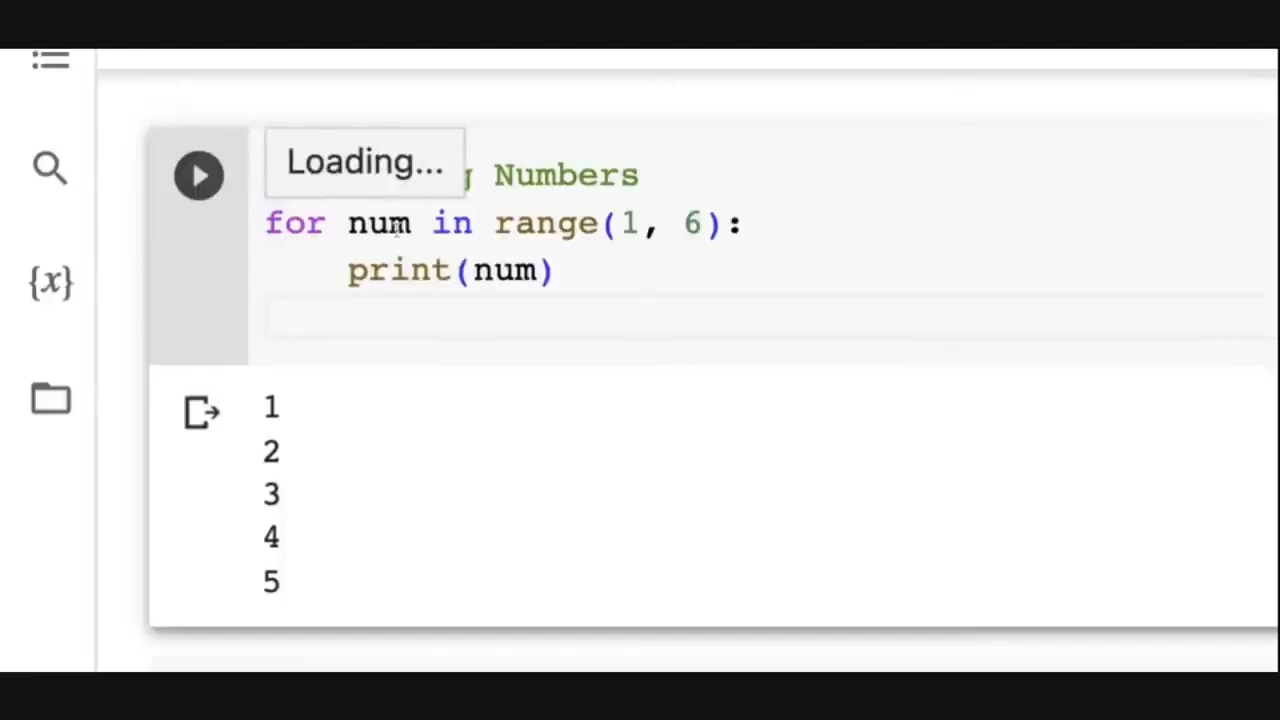 Loading... Numbers
for num in range(1, 6):
    print(num)
{x}
1
2
3
4
5